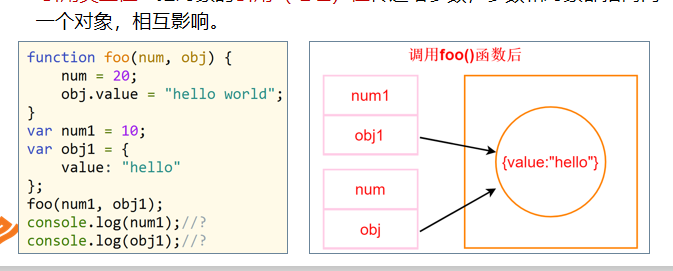 一个对象，相互影响。
function foo(num, obj) {
    num = 20;
    obj.value = "hello world";
}
var num1 = 10;
var obj1 = {
    value: "hello"
};
foo(num1, obj1);
console.log(num1);//?
console.log(obj1);//?
调用foo()函数后
num1
obj1
num
obj
{value:"hello"}